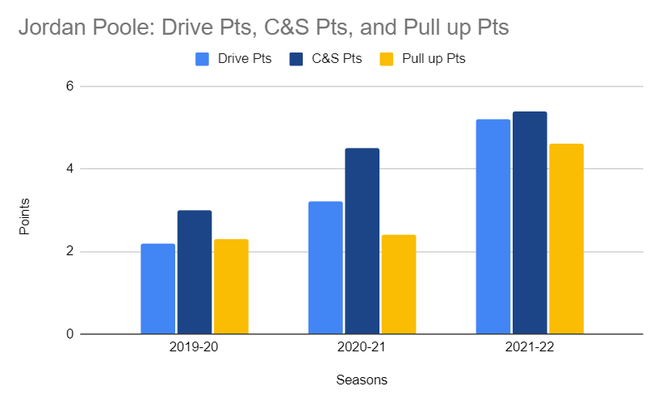 Jordan Poole: Drive Pts, C&S Pts, and Pull up Pts
Drive Pts C&S Pts Pull up Pts
6
4
2
0
Points
2019-20 2020-21 2021-22
Seasons